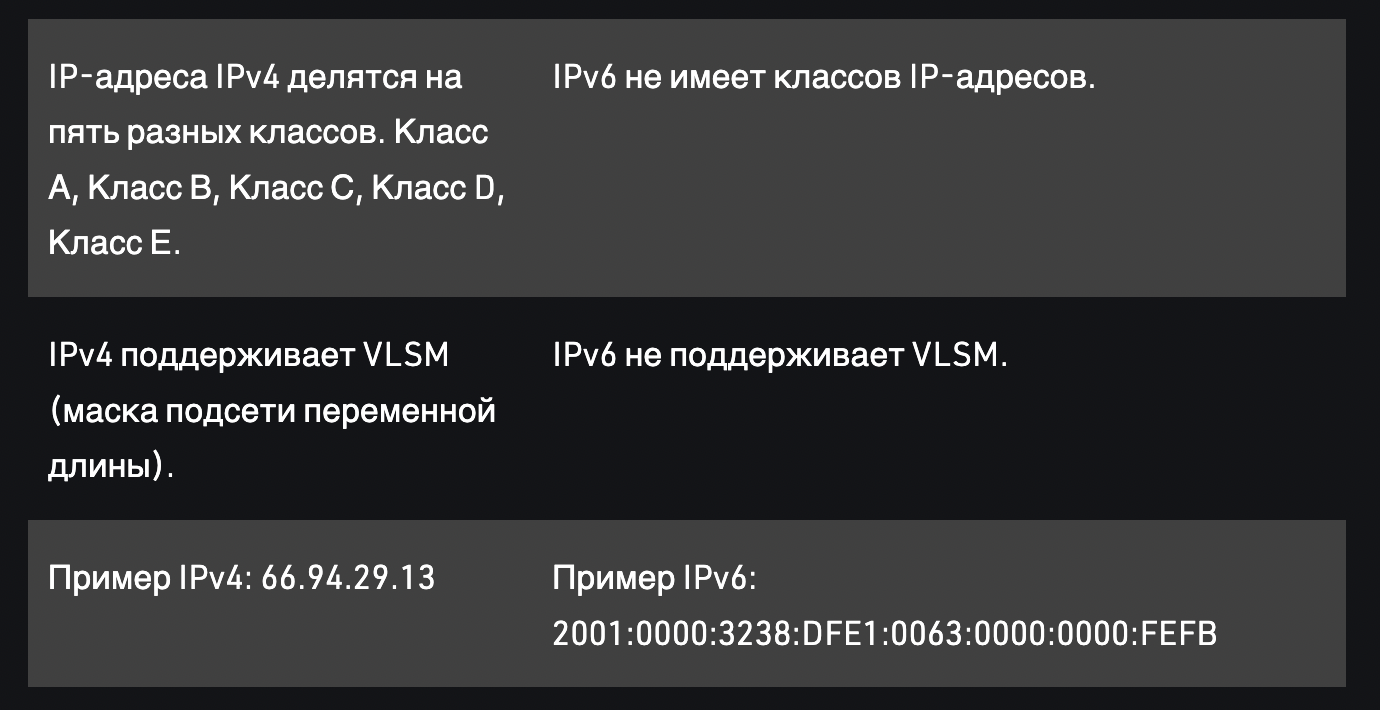 IP-адреса IPv4 делятся на
пять разных классов. Класс
A, Класс B, Класс C, Класс D,
Класс E.
IPv6 не имеет классов IP-адресов.
IPv4 поддерживает VLSM
(маска подсети переменной
длины).
IPv6 не поддерживает VLSM.
Пример IPv4: 66.94.29.13
Пример IPv6:
2001:0000:3238:DFE1:0063:0000:0000:FEFB